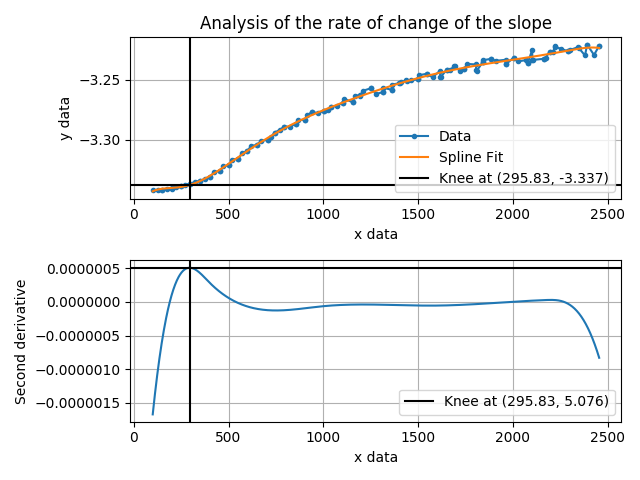 Analysis of the rate of change of the slope
y data
−3.25
−3.30
Data
Spline Fit
Knee at (295.83, -3.337)
0
500
1000
1500
2000
2500
x data
Second derivative
0.0000005
0.0000000
−0.0000005
−0.0000010
−0.0000015
Knee at (295.83, 5.076)
0
500
1000
1500
2000
2500
x data